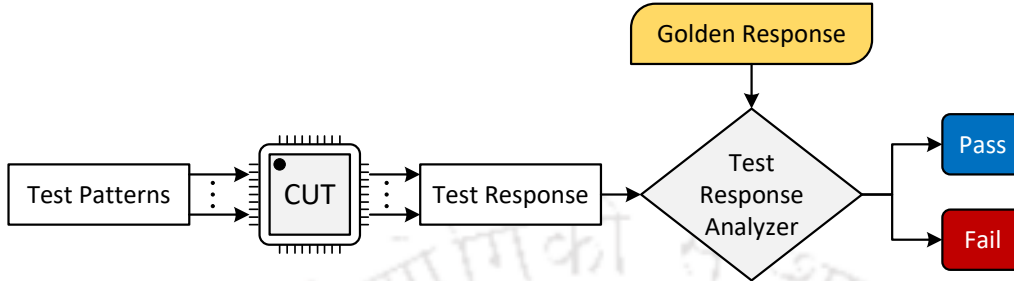 Golden Response
Test Patterns
CUT
Test Response
Test
Response
Analyzer
Pass
Fail